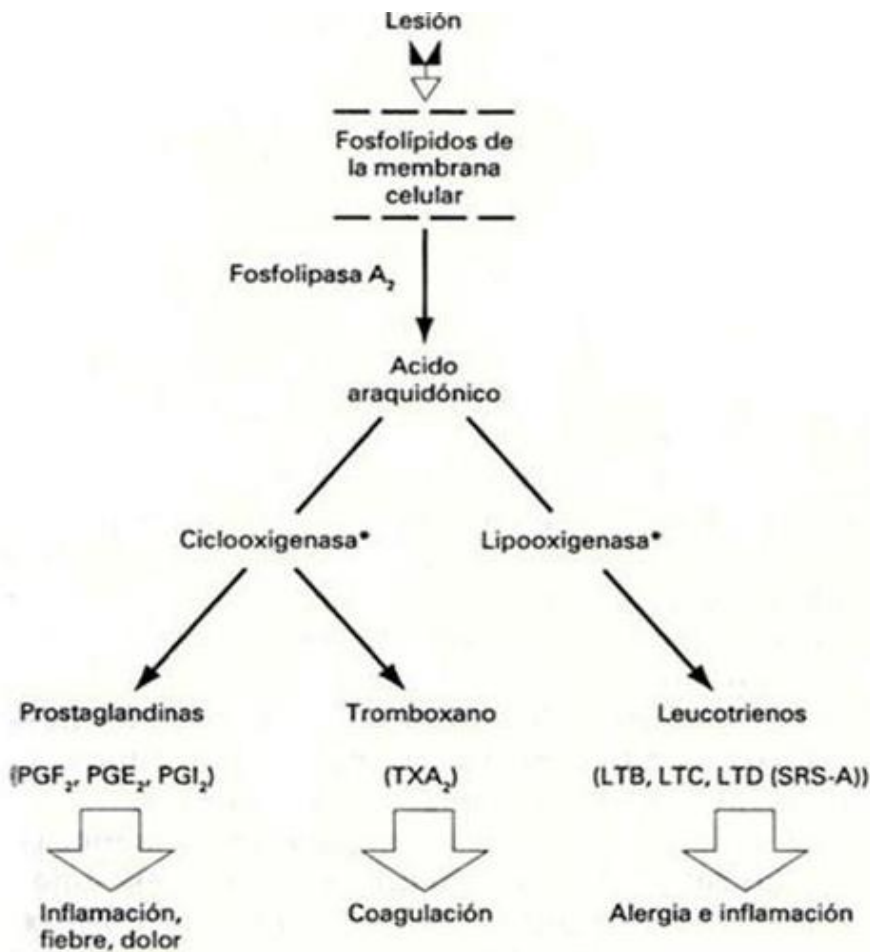 Lesión
Fosfolípidos de
la membrana
celular
Fosfolipasa A₂
Acido
araquidónico
Ciclooxigenasa*
Lipooxigenasa*
Prostaglandinas
Tromboxano
Leucotrienos
(PGF₂, PGE₂, PGI₂)
(TXA₂)
(LTB, LTC, LTD (SRS-A))
Inflamación,
fiebre, dolor
Coagulación
Alergia e inflamación